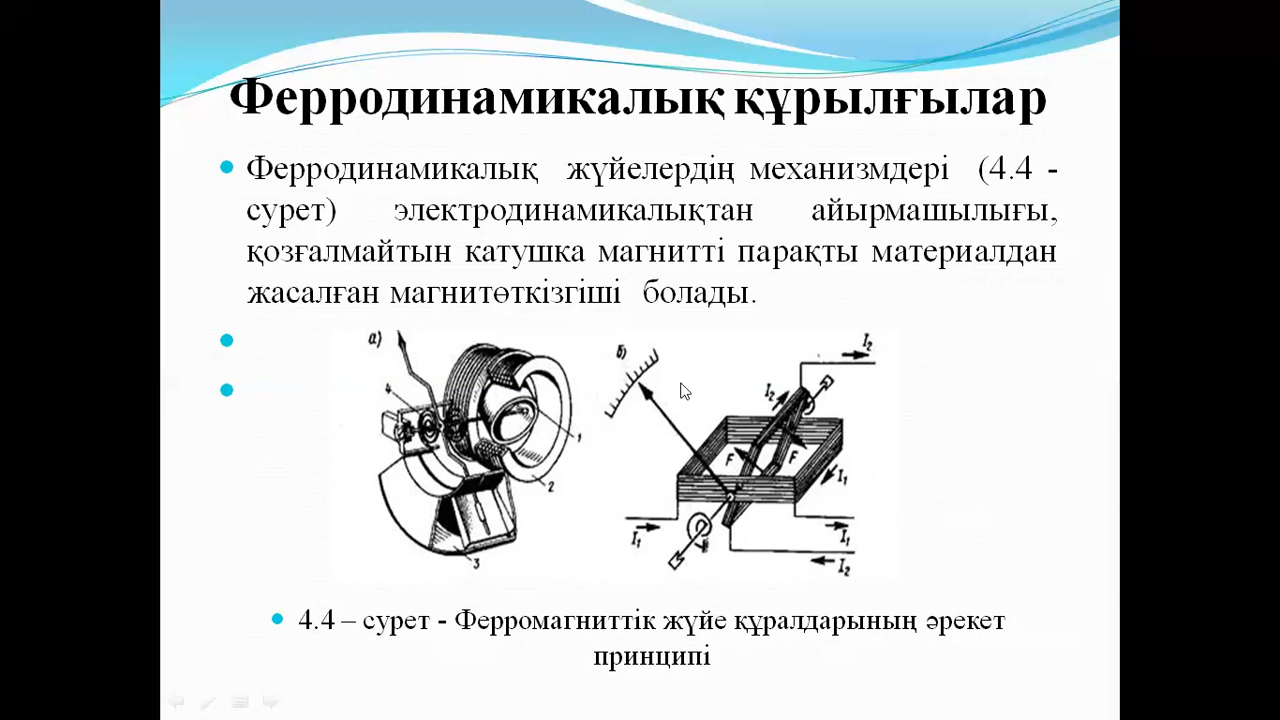 Ферродинамикалық құрылғылар
Ферродинамикалық жүйелердің механизмдері (4.4 -
сурет) электродинамикалықтан айырмашылығы,
қозғалмайтын катушка магнитті парақты материалдан
жасалған магнитөткізгіші болады.
а)
4
1
2
3
б)
I₂
I₂
F
F
I₁
I₁
I₁
I₂
4.4 – сурет - Ферромагниттік жүйе құралдарының әрекет
принципі